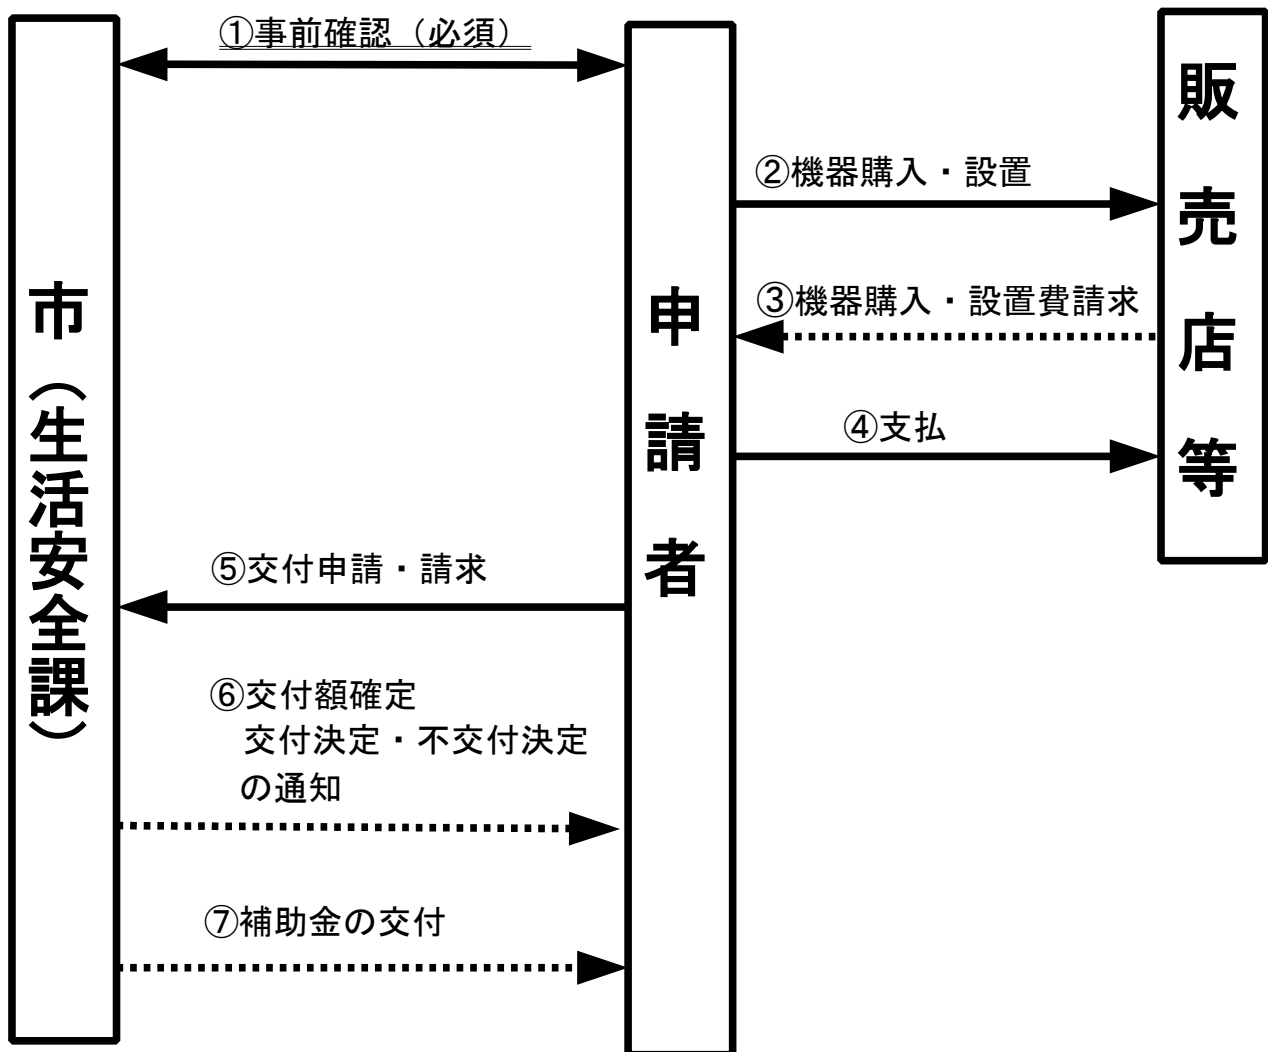 ①事前確認（必須）
②機器購入・設置
③機器購入・設置費請求
④支払
⑤交付申請・請求
⑥交付額確定
交付決定・不交付決定
の通知
⑦補助金の交付
市（生活安全課）
申請者
販売店等